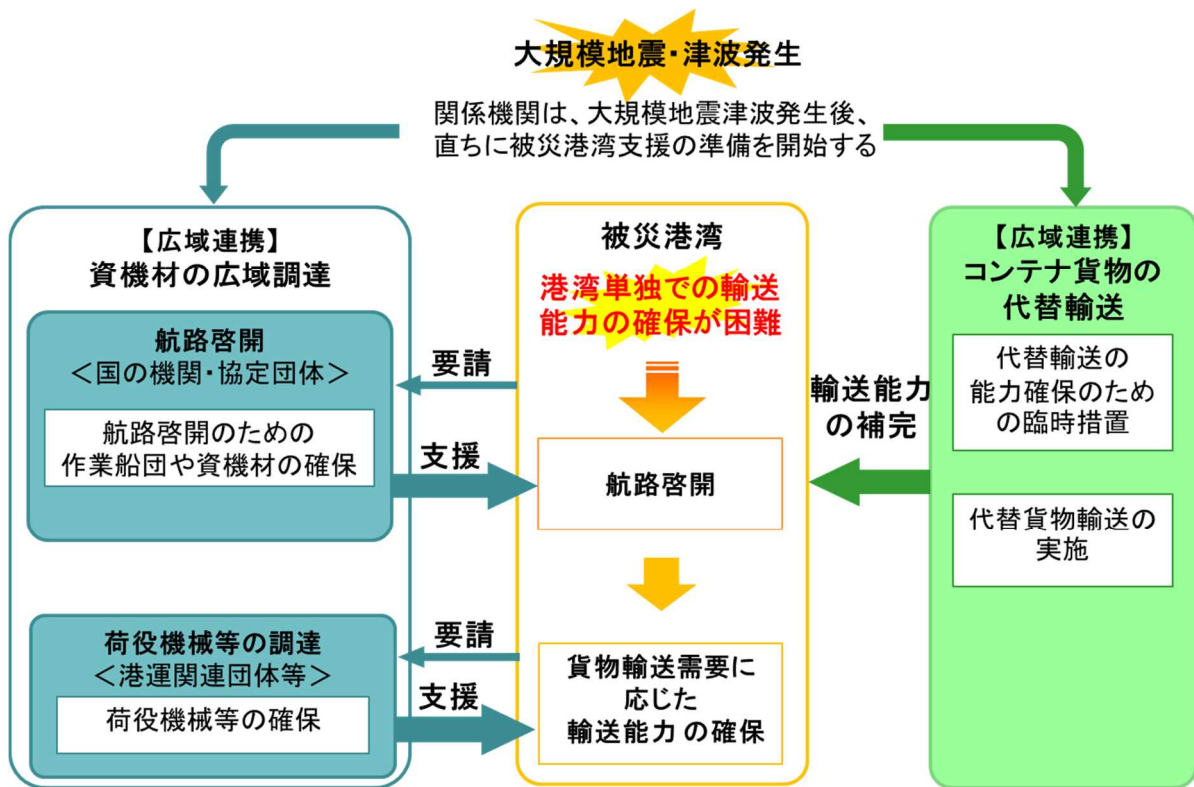 大規模地震・津波発生
関係機関は、大規模地震津波発生後、
直ちに被災港湾支援の準備を開始する
【広域連携】
資機材の広域調達
航路啓開
＜国の機関・協定団体＞
航路啓開のための
作業船団や資機材の確保
荷役機械等の調達
＜港運関連団体等＞
荷役機械等の確保
要請
支援
要請
支援
被災港湾
港湾単独での輸送
能力の確保が困難
航路啓開
貨物輸送需要に
応じた
輸送能力の確保
輸送能力
の補完
【広域連携】
コンテナ貨物の
代替輸送
代替輸送の
能力確保のため
の臨時措置
代替貨物輸送の
実施